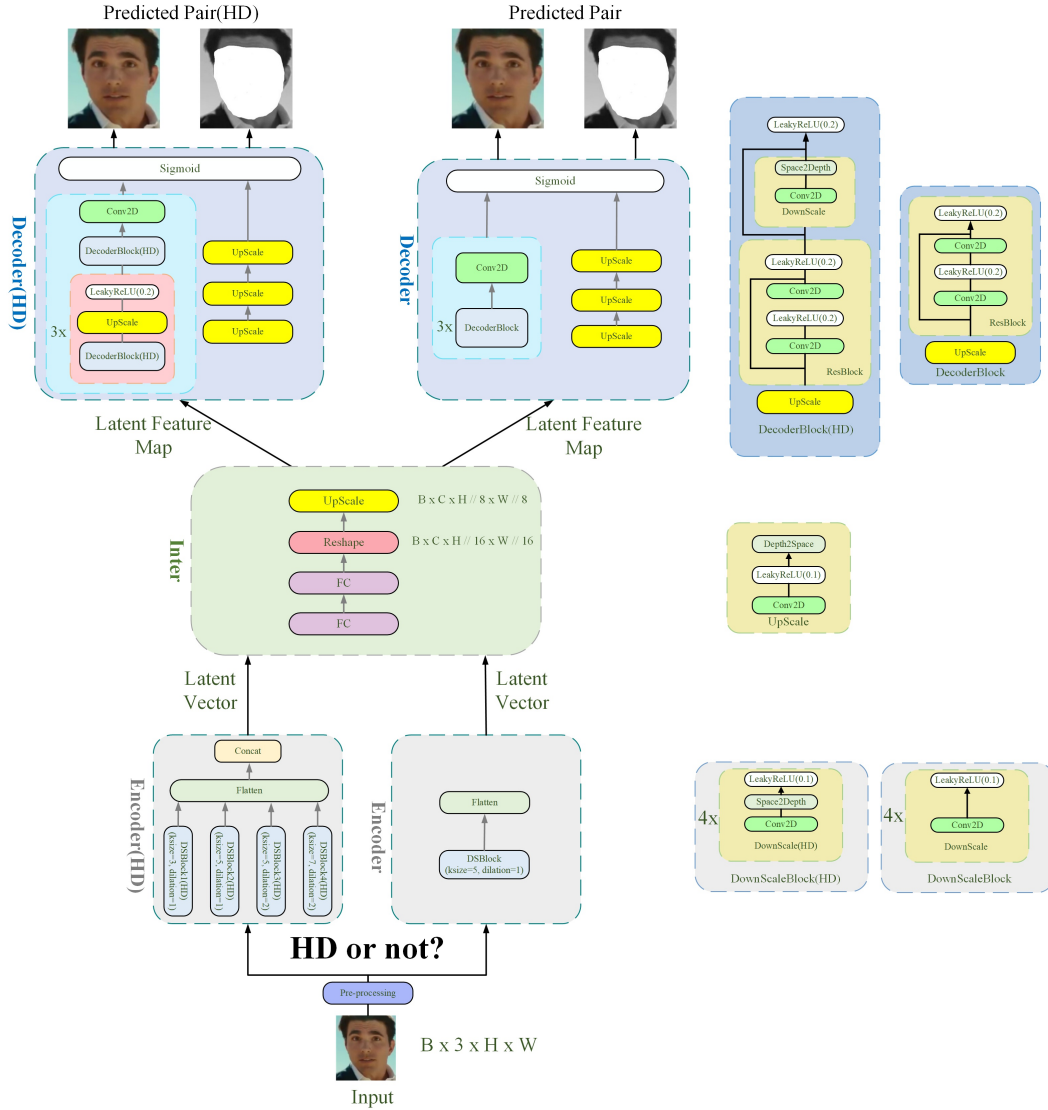 Predicted Pair(HD)
Predicted Pair
Decoder(HD)
Sigmoid
Conv2D
DecoderBlock(HD)
LeakyReLU(0.2)
UpScale
DecoderBlock(HD)
3x
UpScale
UpScale
UpScale
Decoder
Sigmoid
Conv2D
DecoderBlock
3x
UpScale
UpScale
UpScale
LeakyReLU(0.2)
Space2Depth
Conv2D
DownScale
LeakyReLU(0.2)
Conv2D
LeakyReLU(0.2)
Conv2D
ResBlock
UpScale
DecoderBlock(HD)
LeakyReLU(0.2)
Conv2D
LeakyReLU(0.2)
Conv2D
ResBlock
UpScale
DecoderBlock
Latent Feature
Map
Latent Feature
Map
Inter
UpScale
B x C x H // 8 x W // 8
Reshape
B x C x H // 16 x W // 16
FC
FC
Depth2Space
LeakyReLU(0.1)
Conv2D
UpScale
Latent
Vector
Latent
Vector
Encoder(HD)
Concat
Flatten
DSBlock1(HD)
(ksize=3, dilation=1)
DSBlock2(HD)
(ksize=5, dilation=1)
DSBlock3(HD)
(ksize=5, dilation=2)
DSBlock4(HD)
(ksize=7, dilation=2)
Encoder
Flatten
DSBlock
(ksize=5, dilation=1)
4x
LeakyReLU(0.1)
Space2Depth
Conv2D
DownScale(HD)
DownScaleBlock(HD)
4x
LeakyReLU(0.1)
Conv2D
DownScale
DownScaleBlock
HD or not?
Pre-processing
B x 3 x H x W
Input